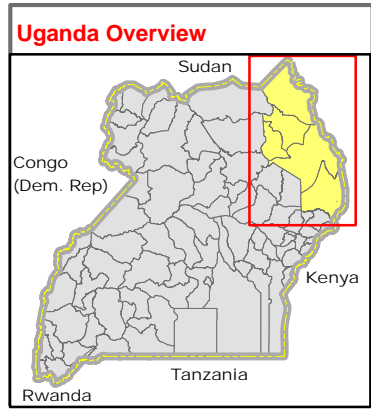 Uganda Overview
Sudan
Congo
(Dem. Rep)
Kenya
Tanzania
Rwanda